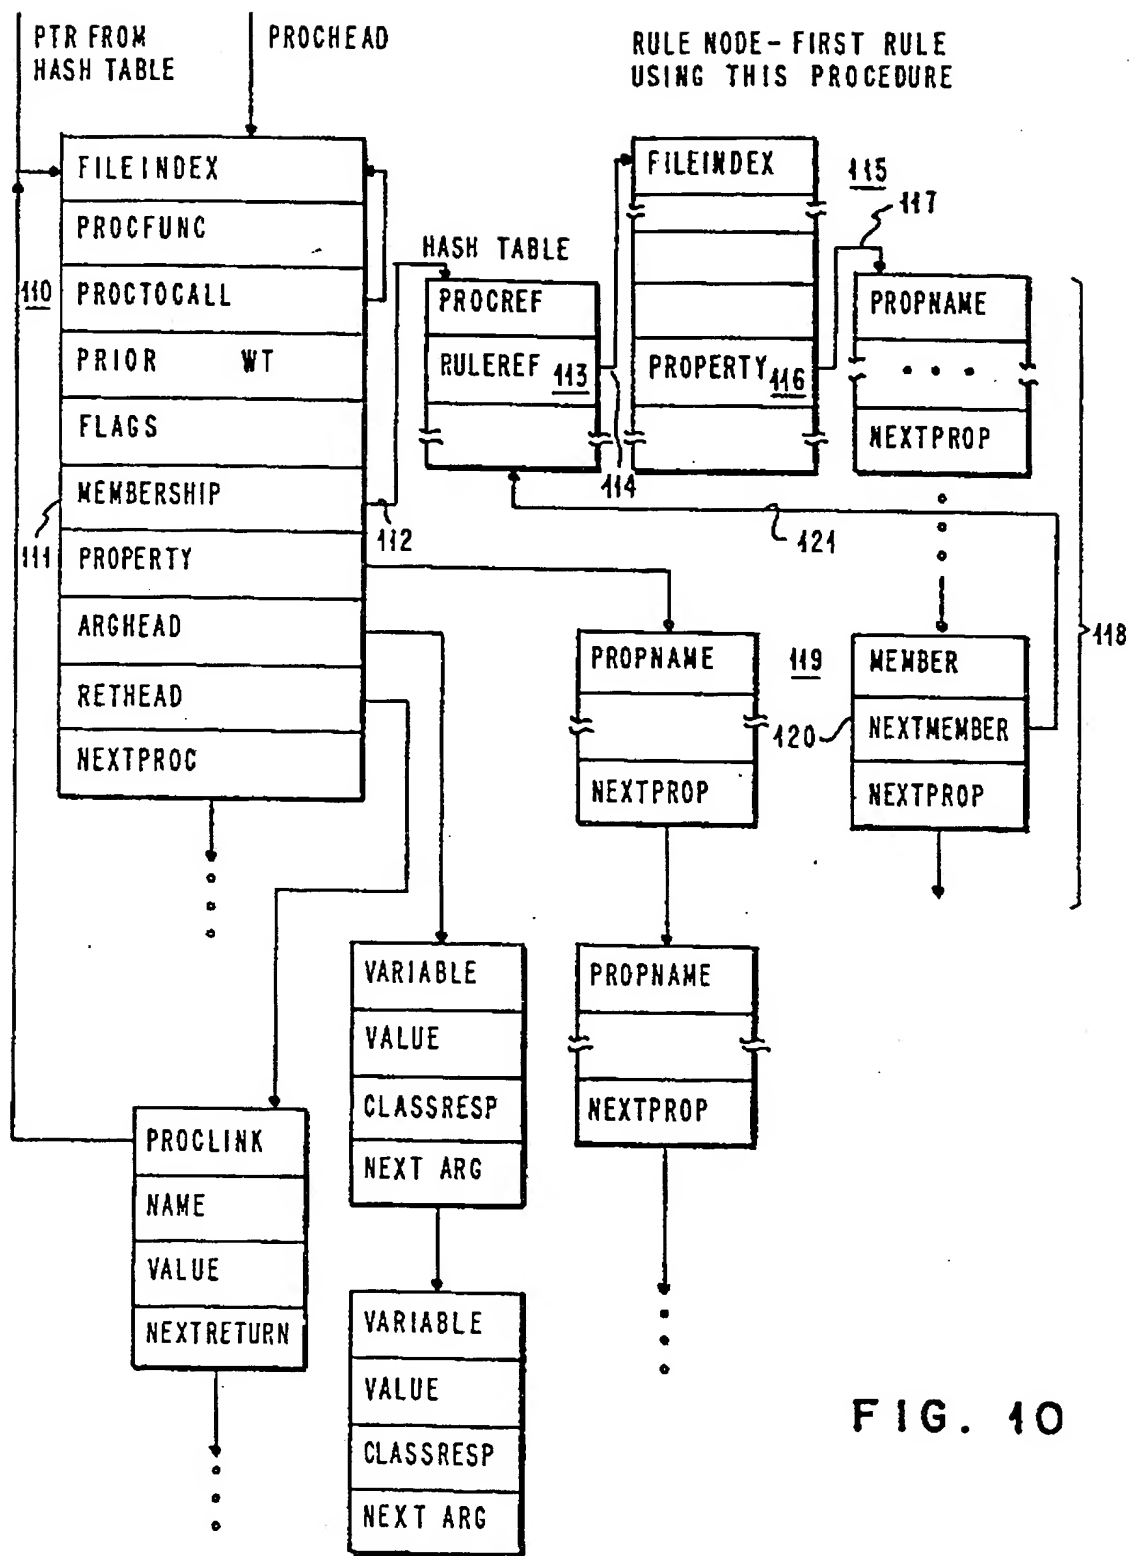 PTR FROM
HASH TABLE
PROCHEAD
RULE NODE - FIRST RULE
USING THIS PROCEDURE
110
FILEINDEX
PROCFUNC
PROCTOCALL
PRIOR WT
FLAGS
MEMBERSHIP
PROPERTY
ARGHEAD
RETHEAD
NEXTPROC
111
112
HASH TABLE
PROCREF
RULEREF 113
114
FILEINDEX
PROPERTY 116
115
117
PROPNAME
NEXTPROP
121
118
PROPNAME
NEXTPROP
119
120
MEMBER
NEXTMEMBER
NEXTPROP
PROPNAME
NEXTPROP
VARIABLE
VALUE
CLASSRESP
NEXT ARG
PROCLINK
NAME
VALUE
NEXTRETURN
VARIABLE
VALUE
CLASSRESP
NEXT ARG
FIG. 10